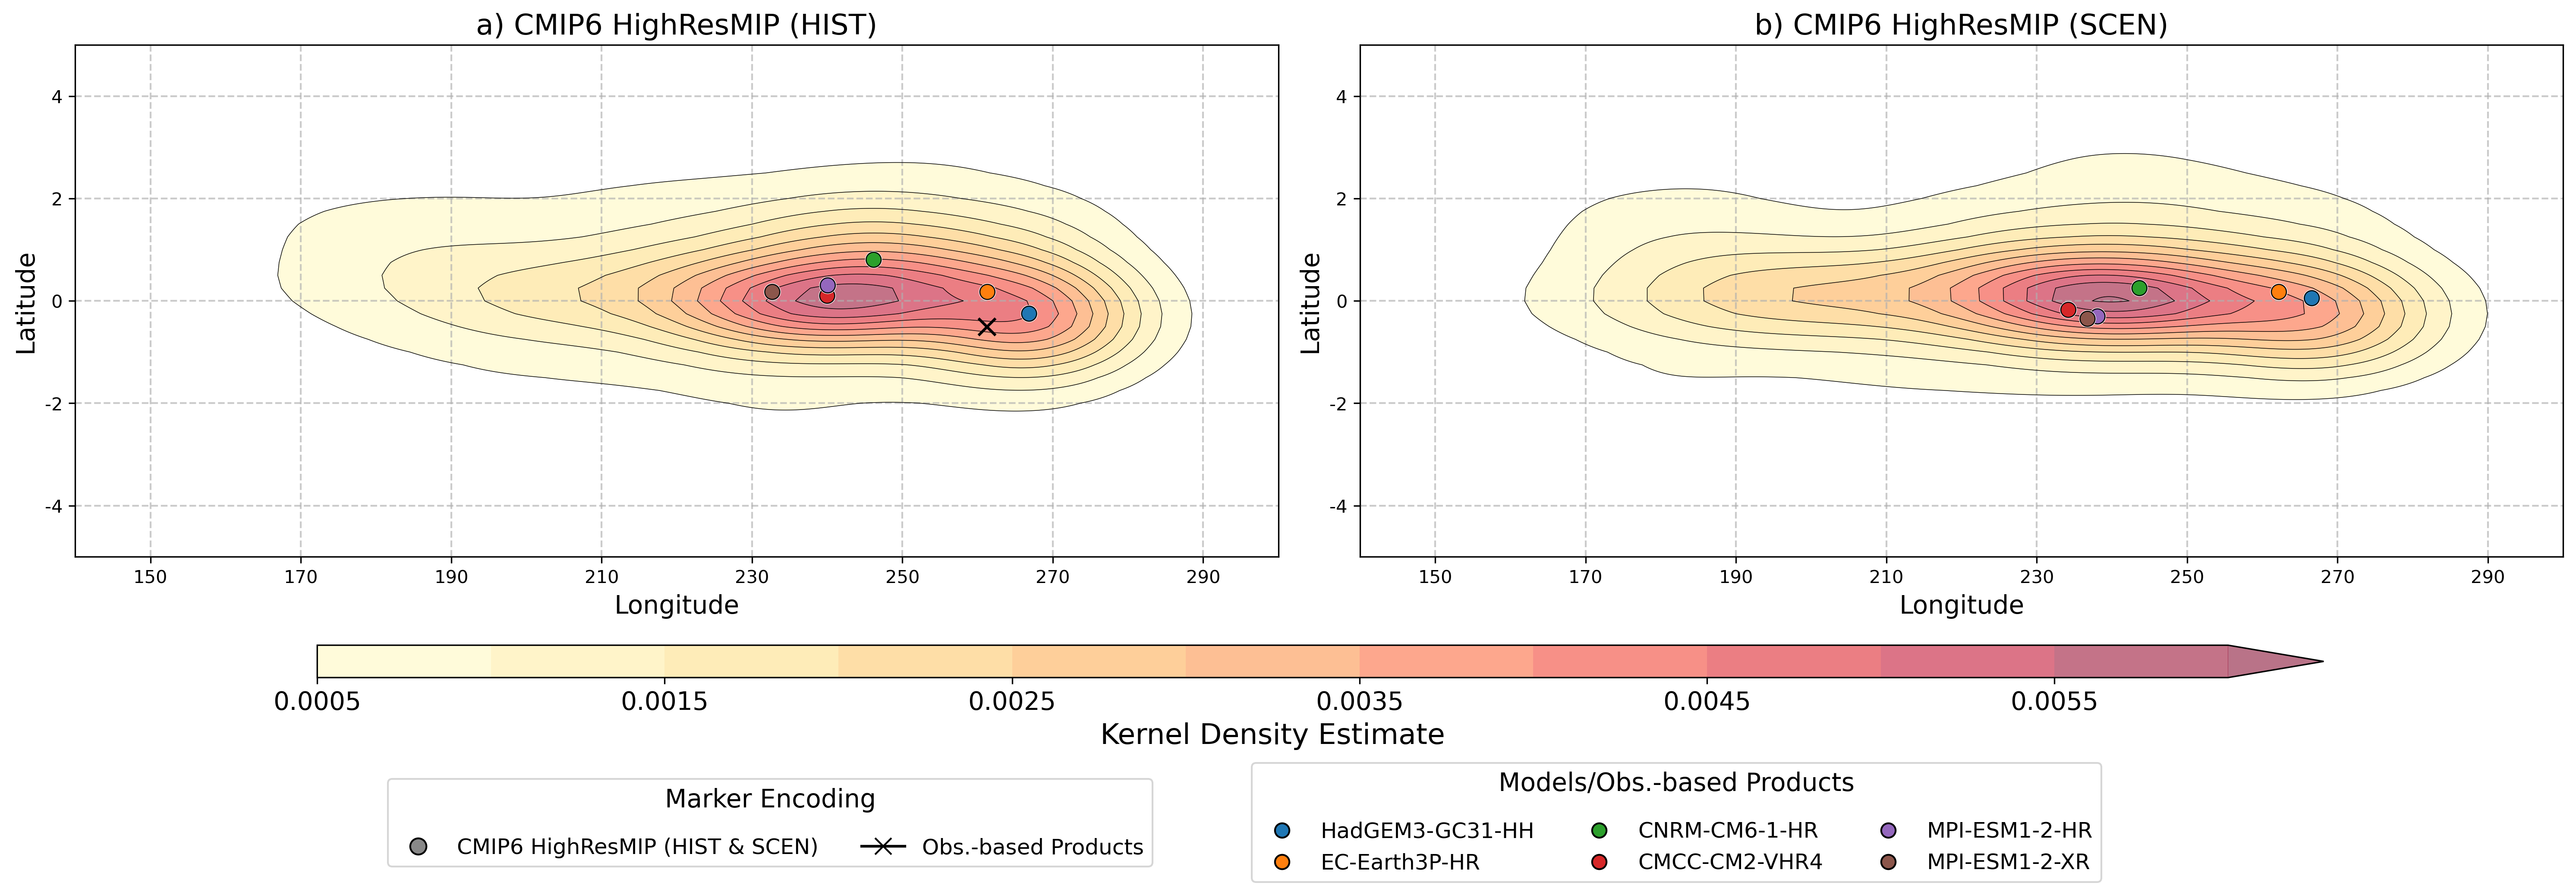 a) CMIP6 HighResMIP (HIST)
b) CMIP6 HighResMIP (SCEN)
Latitude
4
2
0
-2
-4
150 170 190 210 230 250 270 290
Longitude
Latitude
4
2
0
-2
-4
150 170 190 210 230 250 270 290
Longitude
0.0005 0.0015 0.0025 0.0035 0.0045 0.0055
Kernel Density Estimate
Marker Encoding
CMIP6 HighResMIP (HIST & SCEN) Obs.-based Products
Models/Obs.-based Products
HadGEM3-GC31-HH CNRM-CM6-1-HR MPI-ESM1-2-HR
EC-Earth3P-HR CMCC-CM2-VHR4 MPI-ESM1-2-XR